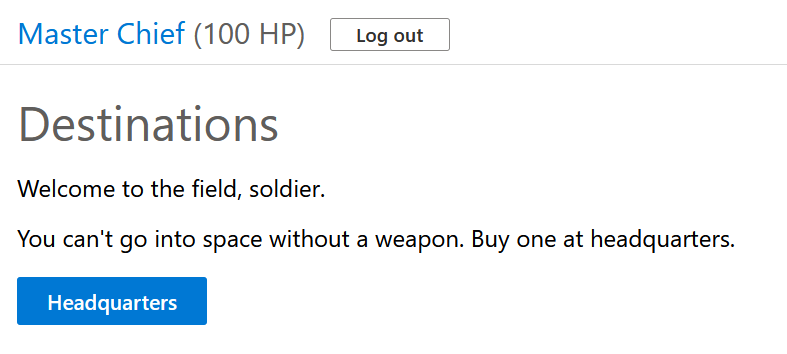 Master Chief (100 HP) Log out
Destinations
Welcome to the field, soldier.
You can't go into space without a weapon. Buy one at headquarters.
Headquarters